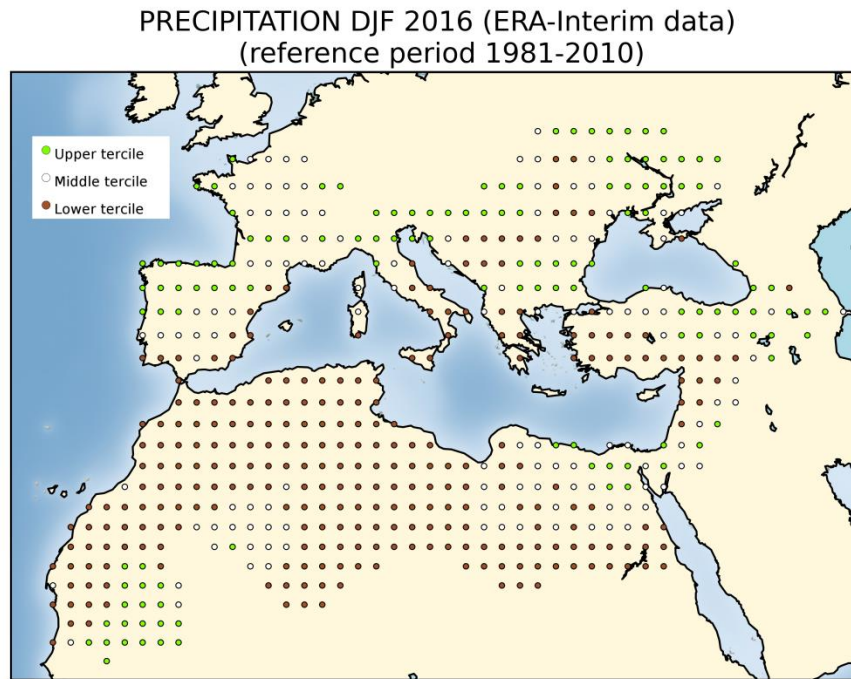 PRECIPITATION DJF 2016 (ERA-Interim data)
(reference period 1981-2010)
Upper tercile
Middle tercile
Lower tercile